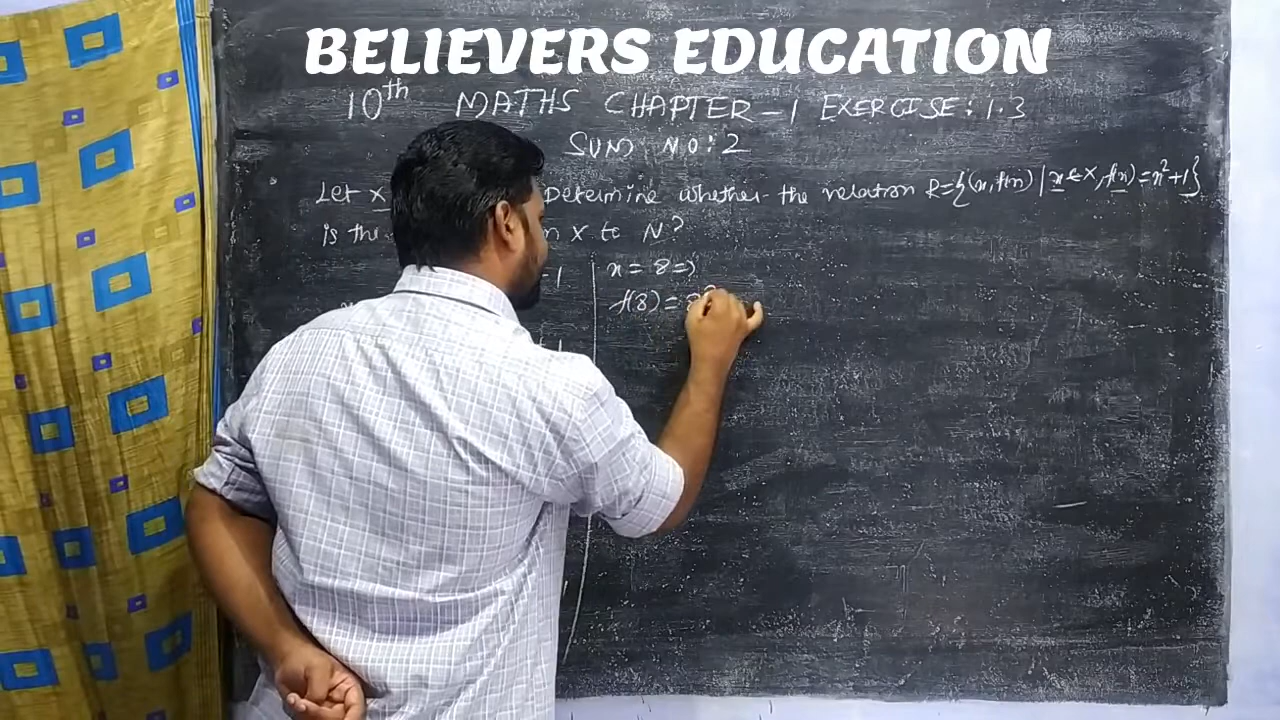 BELIEVERS EDUCATION
10th MATHS CHAPTER-1 EXERCISE: 1.3
SUM NO: 2
Let X Determine whether the relation R={(x, f(x)) | x ∈ X, f(x) = x²+1}
is the X to N?
x = 8 =>
f(8) =